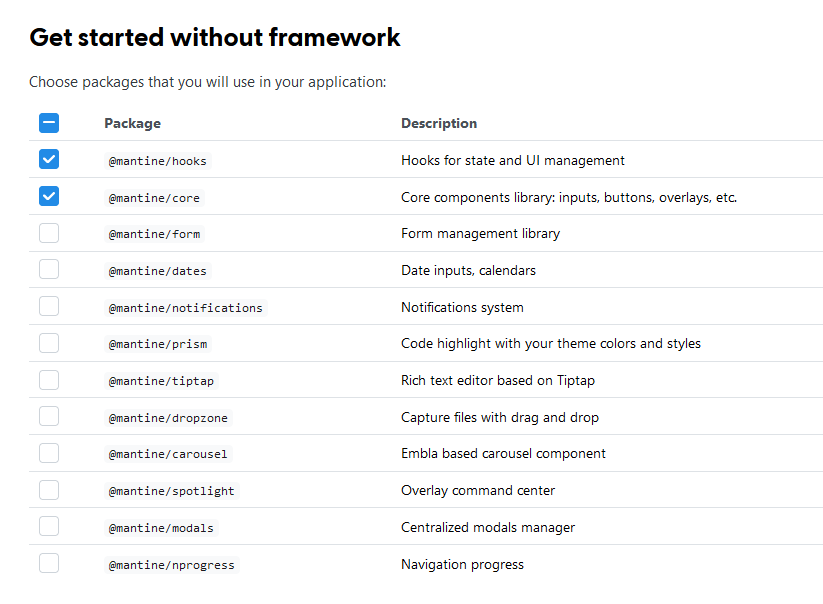 Get started without framework
Choose packages that you will use in your application:
Package Description
@mantine/hooks Hooks for state and UI management
@mantine/core Core components library: inputs, buttons, overlays, etc.
@mantine/form Form management library
@mantine/dates Date inputs, calendars
@mantine/notifications Notifications system
@mantine/prism Code highlight with your theme colors and styles
@mantine/tiptap Rich text editor based on Tiptap
@mantine/dropzone Capture files with drag and drop
@mantine/carousel Embla based carousel component
@mantine/spotlight Overlay command center
@mantine/modals Centralized modals manager
@mantine/nprogress Navigation progress